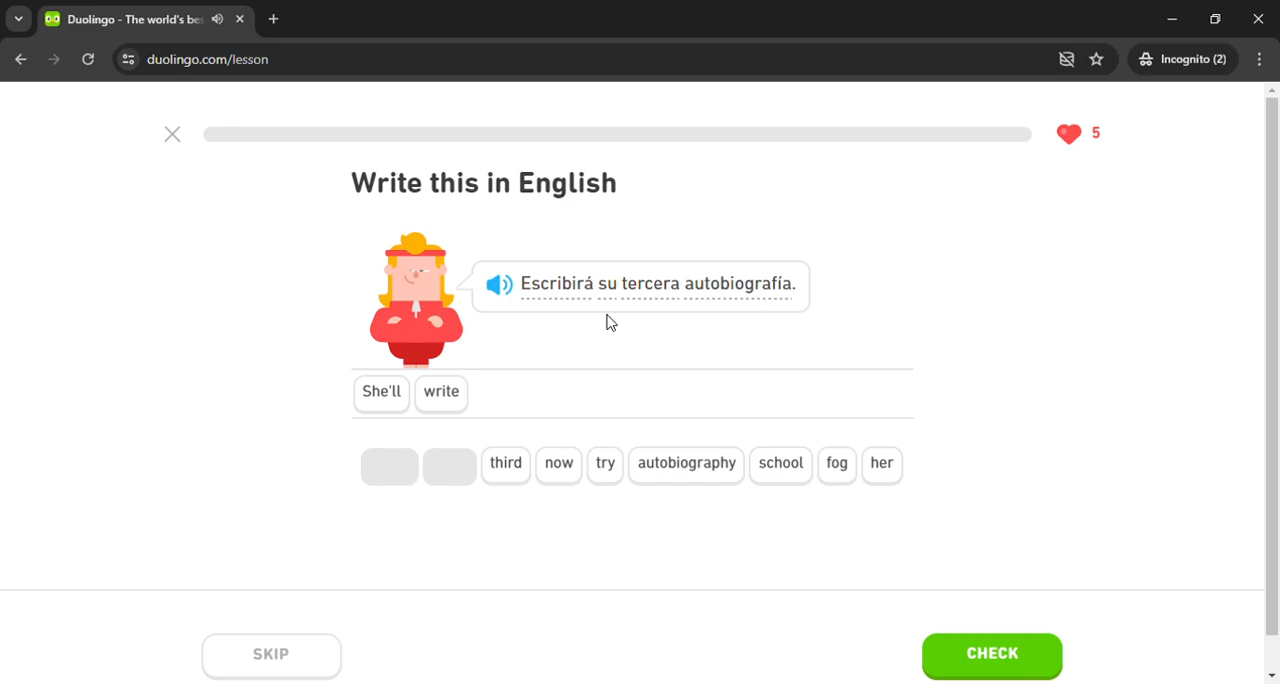 Duolingo - The world's bes
duolingo.com/lesson
Incognito (2)
5
Write this in English
Escribirá su tercera autobiografía.
She'll write
third now try autobiography school fog her
SKIP CHECK